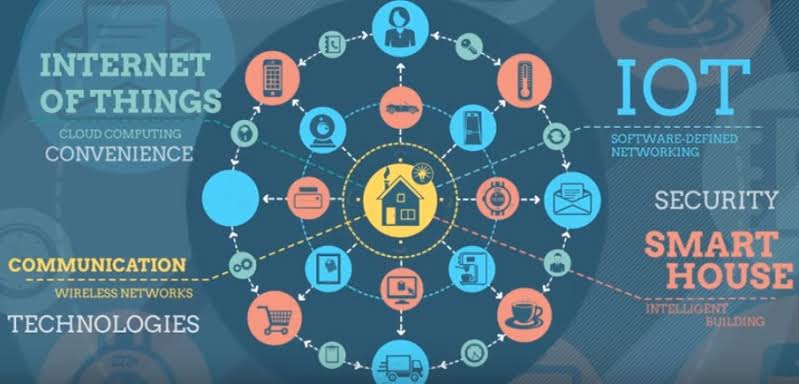 INTERNET
OF THINGS
CLOUD COMPUTING
CONVENIENCE
COMMUNICATION
WIRELESS NETWORKS
TECHNOLOGIES
IOT
SOFTWARE-DEFINED
NETWORKING
SECURITY
SMART
HOUSE
INTELLIGENT
BUILDING